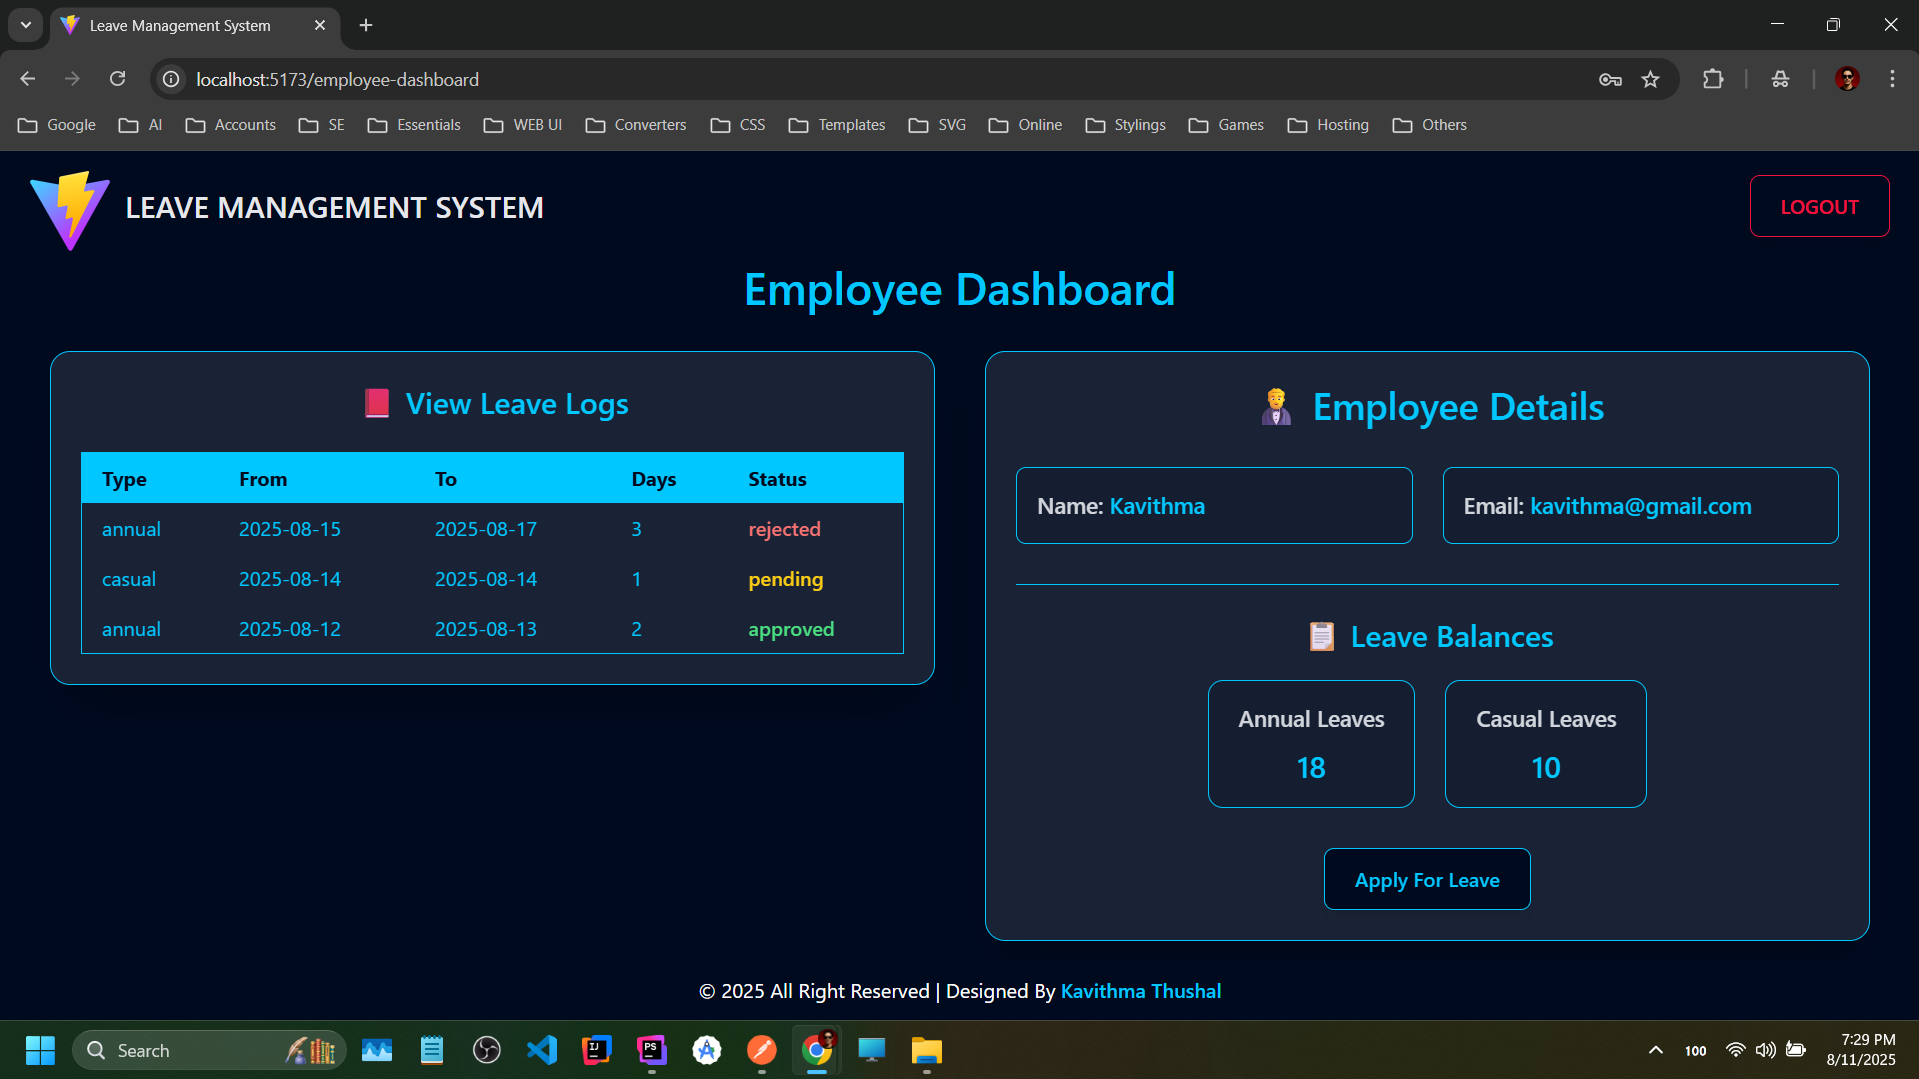 Leave Management System
localhost:5173/employee-dashboard
Google AI Accounts SE Essentials WEB UI Converters CSS Templates SVG Online Stylings Games Hosting Others
LEAVE MANAGEMENT SYSTEM
LOGOUT
Employee Dashboard
View Leave Logs
Type From To Days Status
annual 2025-08-15 2025-08-17 3 rejected
casual 2025-08-14 2025-08-14 1 pending
annual 2025-08-12 2025-08-13 2 approved
Employee Details
Name: Kavithma
Email: kavithma@gmail.com
Leave Balances
Annual Leaves
18
Casual Leaves
10
Apply For Leave
© 2025 All Right Reserved | Designed By Kavithma Thushal
Search
IJ
PS
100
7:29 PM
8/11/2025